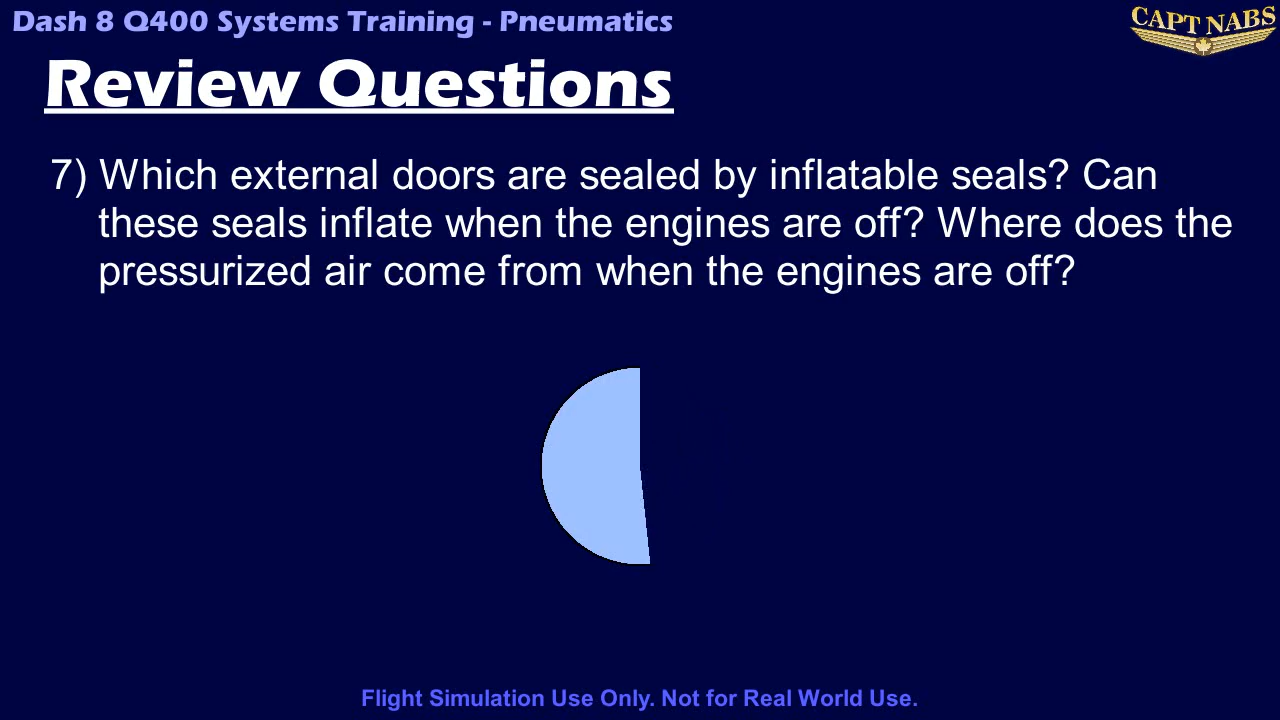 Dash 8 Q400 Systems Training - Pneumatics
CAPT NABS
Review Questions
7) Which external doors are sealed by inflatable seals? Can
these seals inflate when the engines are off? Where does the
pressurized air come from when the engines are off?
Flight Simulation Use Only. Not for Real World Use.